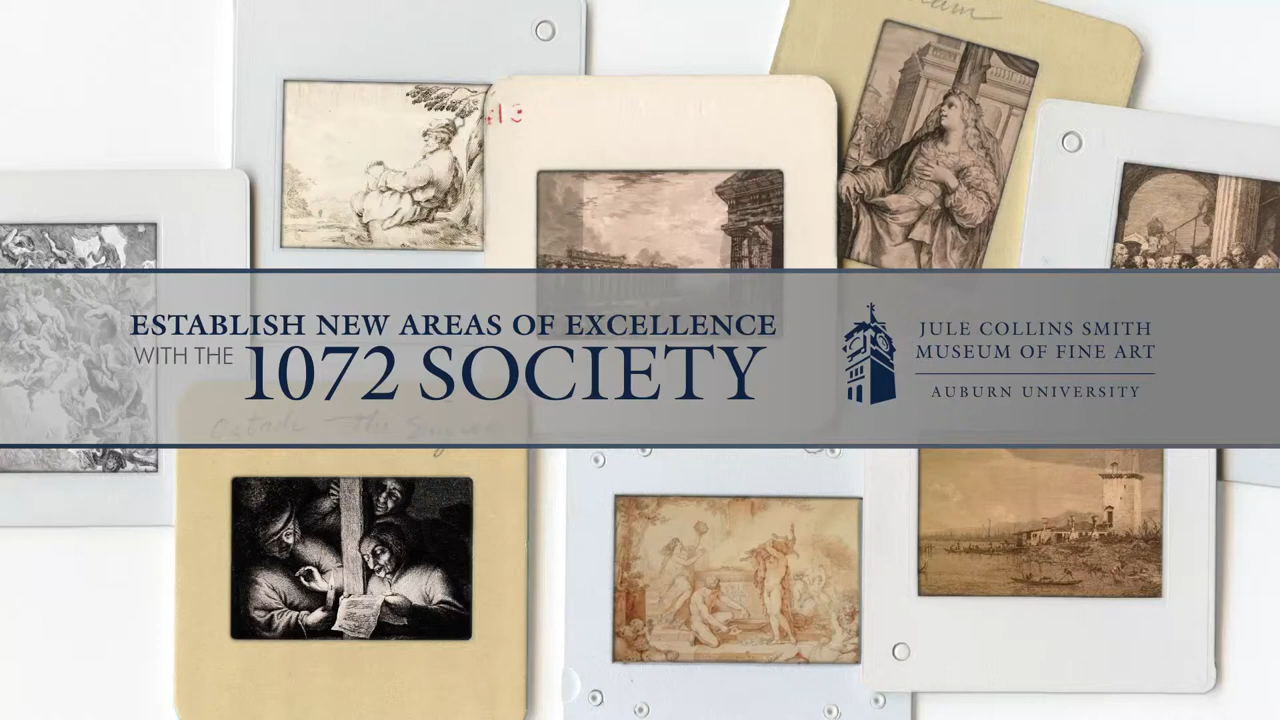 ESTABLISH NEW AREAS OF EXCELLENCE
WITH THE 1072 SOCIETY
JULE COLLINS SMITH
MUSEUM OF FINE ART
AUBURN UNIVERSITY